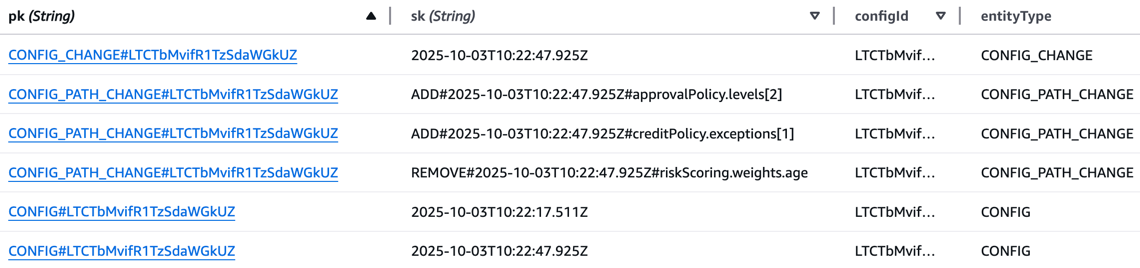 pk (String) sk (String) configId entityType
CONFIG_CHANGE#LTCTbMvifR1TzSdaWGkUZ 2025-10-03T10:22:47.925Z LTCTbMvif... CONFIG_CHANGE
CONFIG_PATH_CHANGE#LTCTbMvifR1TzSdaWGkUZ ADD#2025-10-03T10:22:47.925Z#approvalPolicy.levels[2] LTCTbMvif... CONFIG_PATH_CHANGE
CONFIG_PATH_CHANGE#LTCTbMvifR1TzSdaWGkUZ ADD#2025-10-03T10:22:47.925Z#creditPolicy.exceptions[1] LTCTbMvif... CONFIG_PATH_CHANGE
CONFIG_PATH_CHANGE#LTCTbMvifR1TzSdaWGkUZ REMOVE#2025-10-03T10:22:47.925Z#riskScoring.weights.age LTCTbMvif... CONFIG_PATH_CHANGE
CONFIG#LTCTbMvifR1TzSdaWGkUZ 2025-10-03T10:22:17.511Z LTCTbMvif... CONFIG
CONFIG#LTCTbMvifR1TzSdaWGkUZ 2025-10-03T10:22:47.925Z LTCTbMvif... CONFIG